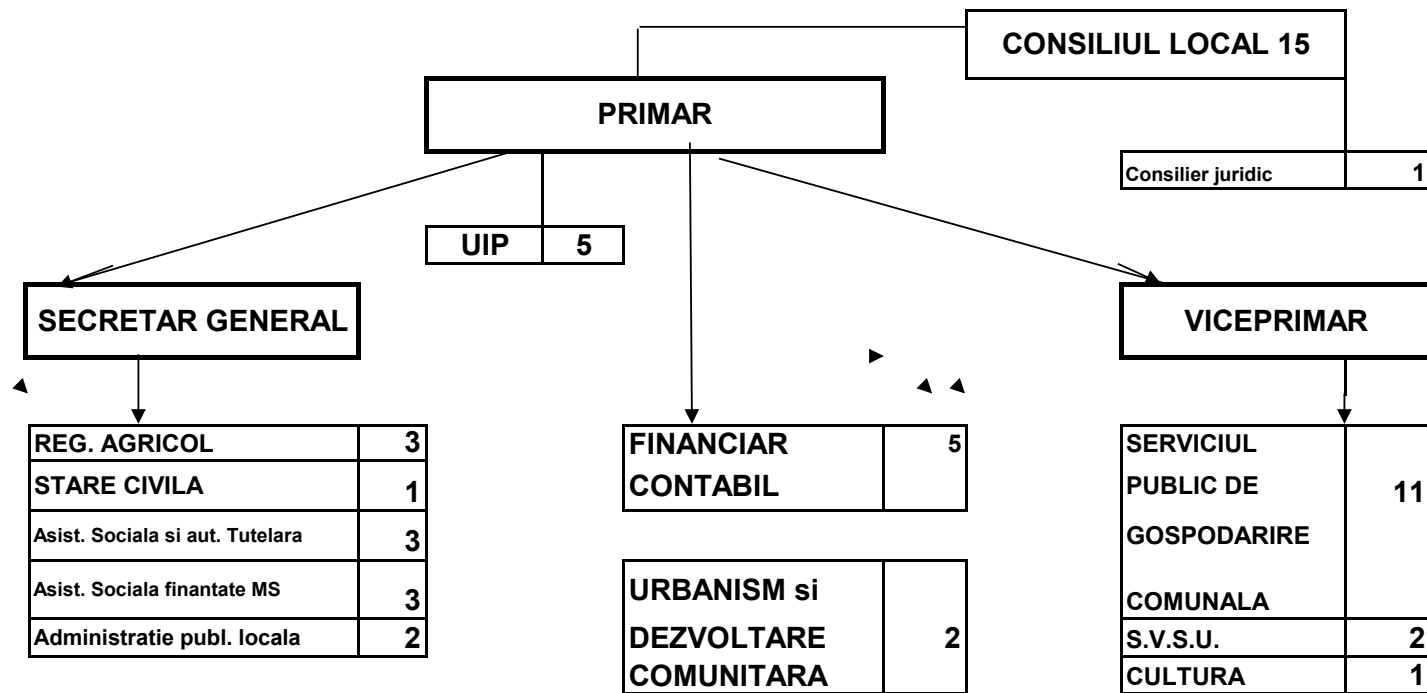 CONSILIUL LOCAL 15
PRIMAR
Consilier juridic 1
UIP 5
SECRETAR GENERAL
VICEPRIMAR
REG. AGRICOL 3
STARE CIVILA 1
Asist. Sociala si aut. Tutelara 3
Asist. Sociala finantate MS 3
Administratie publ. locala 2
FINANCIAR 5
CONTABIL
URBANISM si
DEZVOLTARE 2
COMUNITARA
SERVICIUL
PUBLIC DE 11
GOSPODARIRE
COMUNALA
S.V.S.U. 2
CULTURA 1